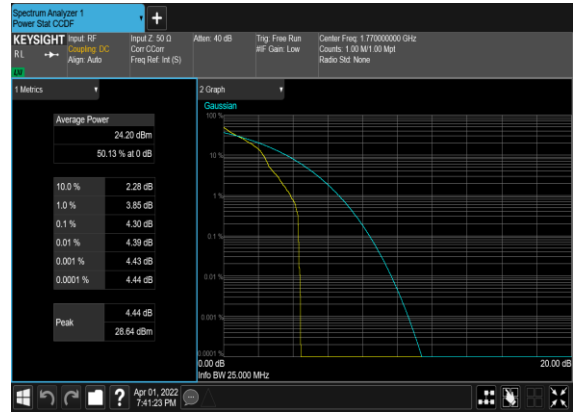 Spectrum Analyzer 1
Power Stat CCDF
KEYSIGHT
R L
LW
Input: RF
Coupling: DC
Align: Auto
Input Z: 50 Ω
Corr CCorr
Freq Ref: Int (S)
Atten: 40 dB
Trig: Free Run
#IF Gain: Low
Center Freq: 1.770000000 GHz
Counts: 1.00 M/1.00 Mpt
Radio Std: None
1 Metrics
Average Power
24.20 dBm
50.13 % at 0 dB
10.0 % 2.28 dB
1.0 % 3.85 dB
0.1 % 4.30 dB
0.01 % 4.39 dB
0.001 % 4.43 dB
0.0001 % 4.44 dB
Peak
4.44 dB
28.64 dBm
2 Graph
Gaussian
100 %
10 %
1 %
0.1 %
0.01 %
0.001 %
0.0001 %
0.00 dB
20.00 dB
Info BW 25.000 MHz
?
Apr 01, 2022
7:41:23 PM